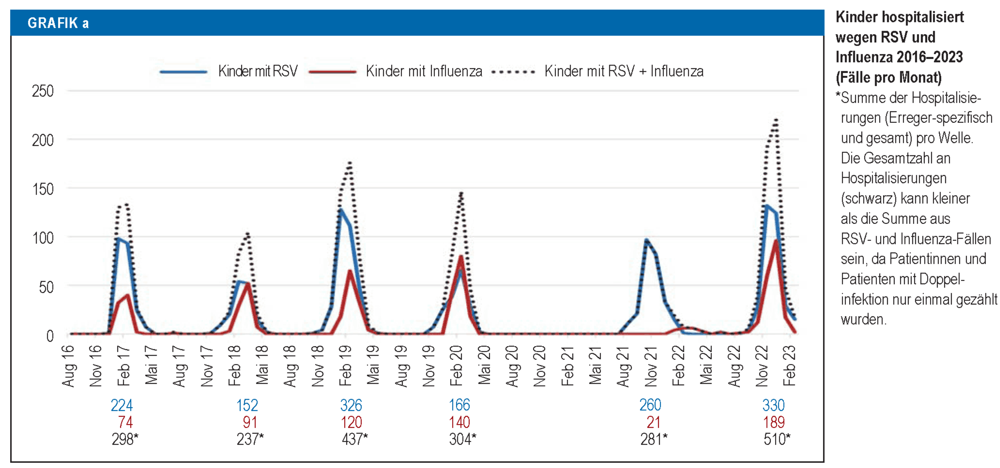 GRAFIK a
Kinder mit RSV
Kinder mit Influenza
Kinder mit RSV + Influenza
250
200
150
100
50
0
Aug 16
Nov 16
Feb 17
Mai 17
Aug 17
Nov 17
Feb 18
Mai 18
Aug 18
Nov 18
Feb 19
Mai 19
Aug 19
Nov 19
Feb 20
Mai 20
Aug 20
Nov 20
Feb 21
Mai 21
Aug 21
Nov 21
Feb 22
Mai 22
Aug 22
Nov 22
Feb 23
224 152 326 166 260 330
74 91 120 140 21 189
298* 237* 437* 304* 281* 510*
Kinder hospitalisiert
wegen RSV und
Influenza 2016–2023
(Fälle pro Monat)
*Summe der Hospitalisie-
rungen (Erreger-spezifisch
und gesamt) pro Welle.
Die Gesamtzahl an
Hospitalisierungen
(schwarz) kann kleiner
als die Summe aus
RSV- und Influenza-Fällen
sein, da Patientinnen und
Patienten mit Doppel-
infektion nur einmal gezählt
wurden.